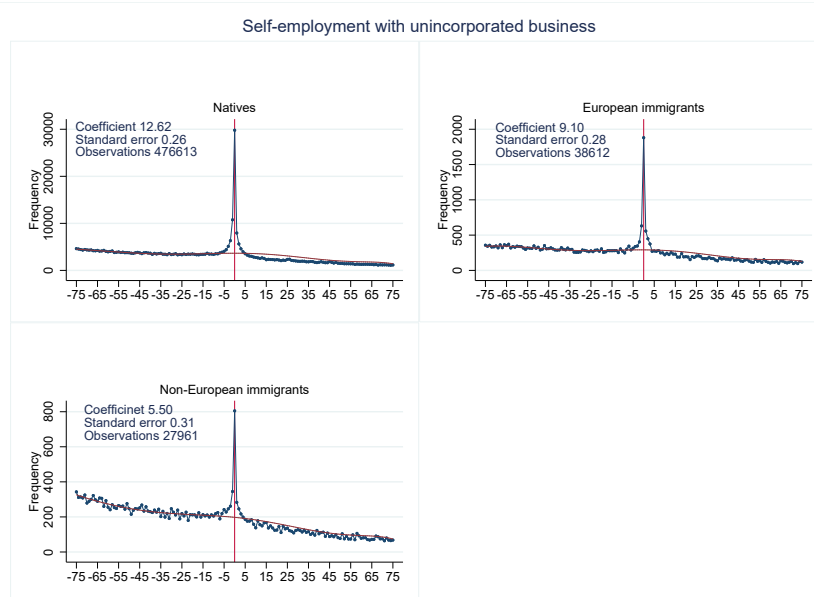 Self-employment with unincorporated business
Natives
Coefficient 12.62
Standard error 0.26
Observations 476613
Frequency
30000
20000
10000
0
-75 -65 -55 -45 -35 -25 -15 -5 5 15 25 35 45 55 65 75
European immigrants
Coefficient 9.10
Standard error 0.28
Observations 38612
Frequency
2000
1500
1000
500
0
-75 -65 -55 -45 -35 -25 -15 -5 5 15 25 35 45 55 65 75
Non-European immigrants
Coefficinet 5.50
Standard error 0.31
Observations 27961
Frequency
800
600
400
200
0
-75 -65 -55 -45 -35 -25 -15 -5 5 15 25 35 45 55 65 75